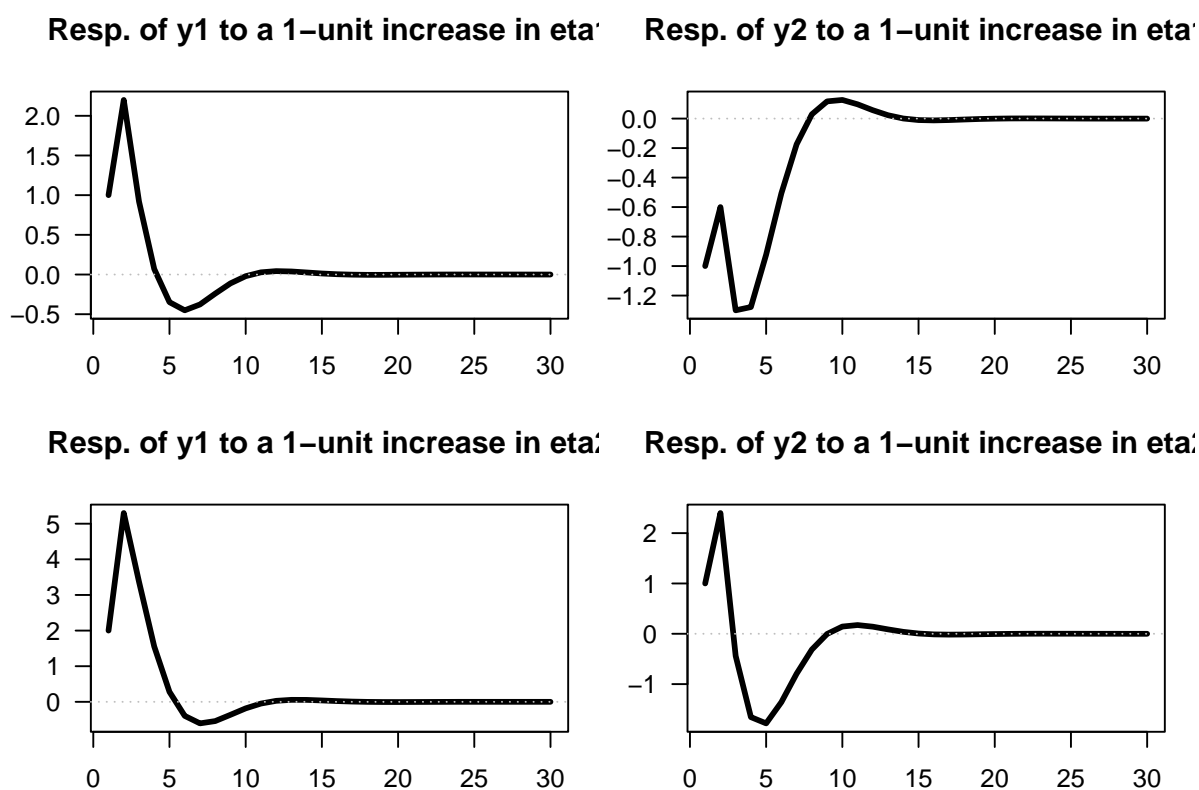 Resp. of y1 to a 1−unit increase in eta1
2.0
1.5
1.0
0.5
0.0
−0.5
0 5 10 15 20 25 30
Resp. of y2 to a 1−unit increase in eta1
0.0
−0.2
−0.4
−0.6
−0.8
−1.0
−1.2
0 5 10 15 20 25 30
Resp. of y1 to a 1−unit increase in eta2
5
4
3
2
1
0
0 5 10 15 20 25 30
Resp. of y2 to a 1−unit increase in eta2
2
1
0
−1
0 5 10 15 20 25 30